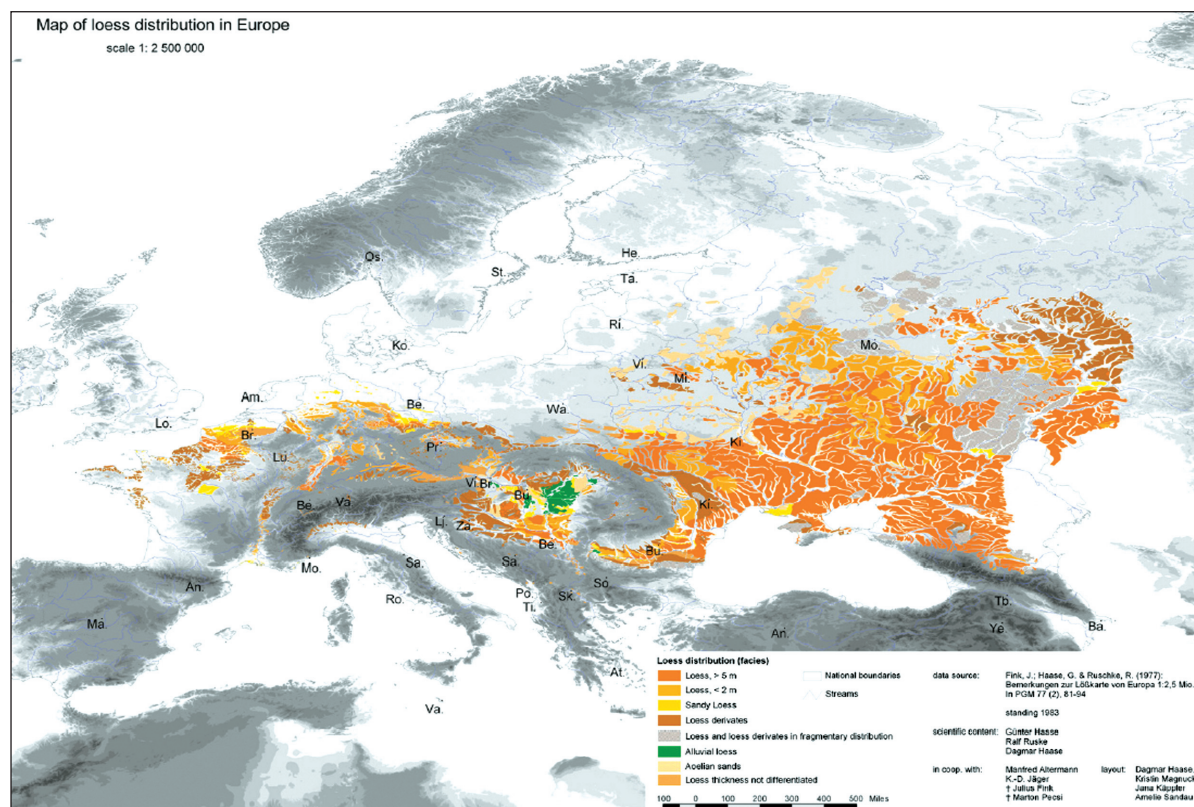 Map of loess distribution in Europe
scale 1: 2 500 000
Os.
St.
He.
Ta.
Rí.
Ko.
Ví.
Mi.
Mo.
Am.
Be.
Wa.
Lo.
Br.
Lu.
Pr.
Ki.
Ví.
Br.
Bu.
Be.
Va.
Li.
Za.
Ki.
Be.
Bu.
Mo.
Sa.
Sa.
Só.
An.
Ro.
Po.
Ti.
Sk.
Tb.
Ma.
An.
Ye.
Ba.
At.
Va.
Loess distribution (facies)
Loess, > 5 m
Loess, < 2 m
Sandy Loess
Loess derivates
Loess and loess derivates in fragmentary distribution
Alluvial loess
Aoelian sands
Loess thickness not differentiated
National boundaries
Streams
data source: Fink, J.; Haase, G. & Ruschke, R. (1977):
Bemerkungen zur Lößkarte von Europa 1:2,5 Mio.
In PGM 77 (2), 81-94
standing 1983
scientific content: Günter Haase
Ralf Ruske
Dagmar Haase
in coop. with: Manfred Altermann
K.-D. Jäger
† Julius Fink
† Marton Pecsi
layout: Dagmar Haase,
Kristin Magnuck
Jana Käppler
Amelie Sandau
100 0 100 200 300 400 500 Miles